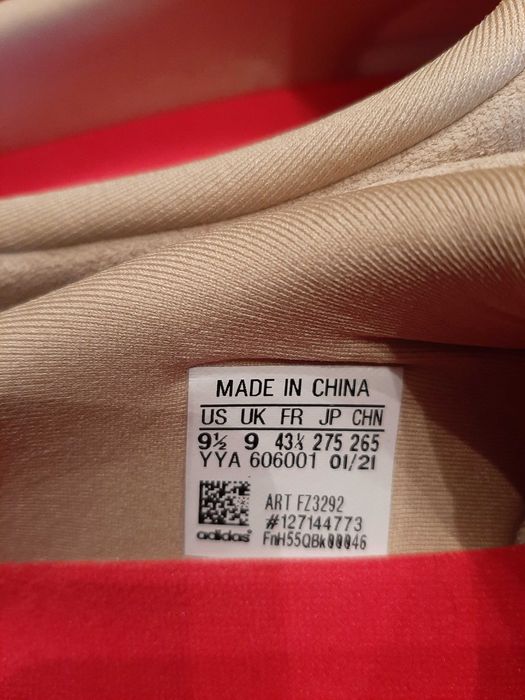 MADE IN CHINA
US UK FR JP CHN
9½ 9 43⅓ 275 265
YYA 606001 01/21
ART FZ3292
#127144773
adidas FnH55QBk00046